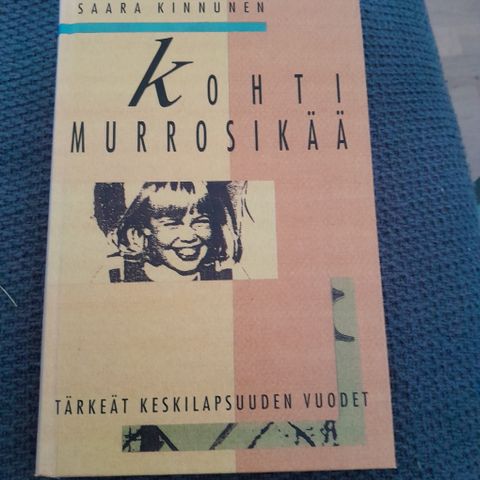 SAARA KINNUNEN
KOHTI
MURROSIKÄÄ
TÄRKEÄT KESKILAPSUUDEN VUODET